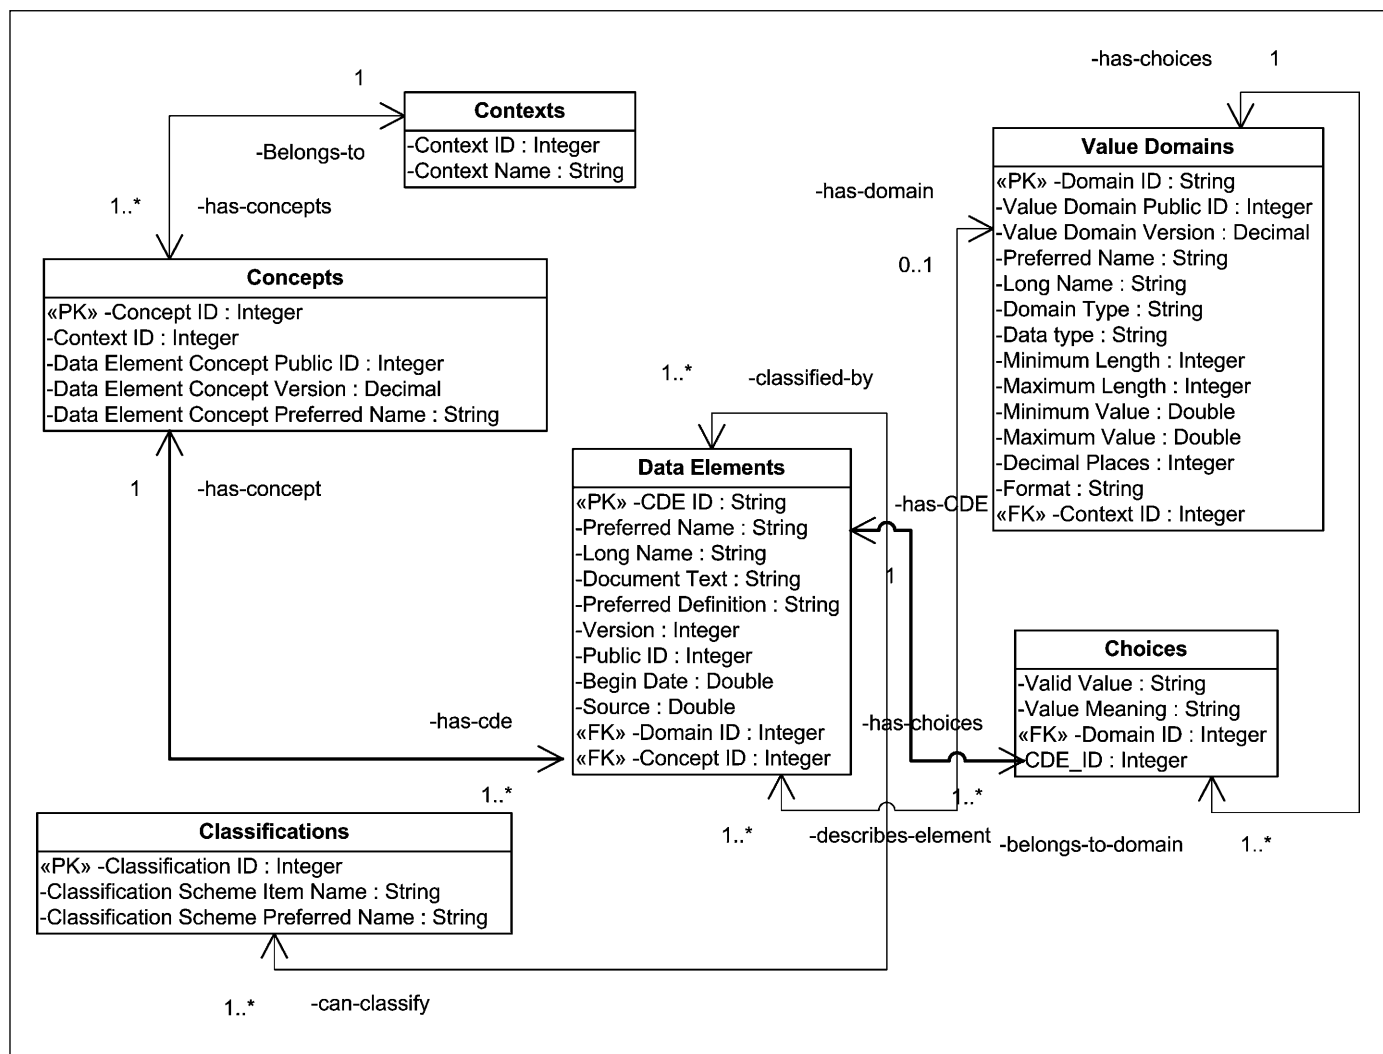 -has-choices 1
1
Contexts
-Context ID : Integer
-Context Name : String
-Belongs-to
1..* -has-concepts
Concepts
«PK» -Concept ID : Integer
-Context ID : Integer
-Data Element Concept Public ID : Integer
-Data Element Concept Version : Decimal
-Data Element Concept Preferred Name : String
1 -has-concept
Value Domains
«PK» -Domain ID : String
-Value Domain Public ID : Integer
-Value Domain Version : Decimal
-Preferred Name : String
-Long Name : String
-Domain Type : String
-Data type : String
-Minimum Length : Integer
-Maximum Length : Integer
-Minimum Value : Double
-Maximum Value : Double
-Decimal Places : Integer
-Format : String
«FK» -Context ID : Integer
-has-domain
0..1
1..* -classified-by
Data Elements
«PK» -CDE ID : String
-Preferred Name : String
-Long Name : String
-Document Text : String
-Preferred Definition : String
-Version : Integer
-Public ID : Integer
-Begin Date : Double
-Source : Double
«FK» -Domain ID : Integer
«FK» -Concept ID : Integer
-has-CDE
1
-has-cde
1..*
-has-choices
1..*
Choices
-Valid Value : String
-Value Meaning : String
«FK» -Domain ID : Integer
-CDE_ID : Integer
1..* -describes-element
-belongs-to-domain 1..*
Classifications
«PK» -Classification ID : Integer
-Classification Scheme Item Name : String
-Classification Scheme Preferred Name : String
1..* -can-classify